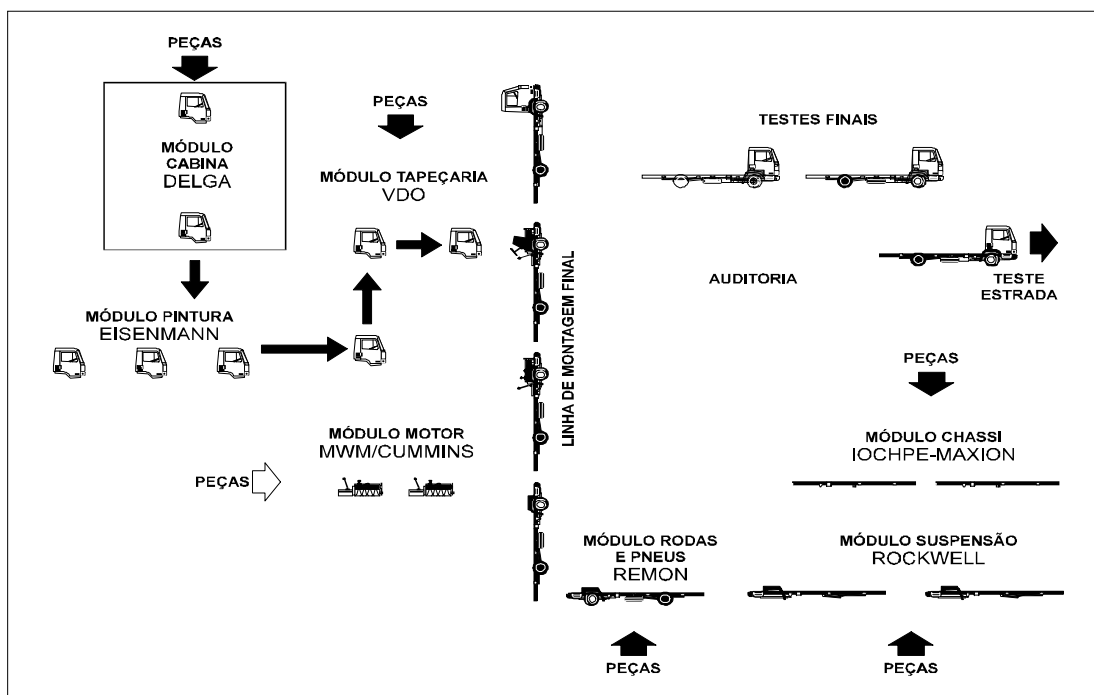 PEÇAS
MÓDULO
CABINA
DELGA
MÓDULO PINTURA
EISENMANN
PEÇAS
MÓDULO TAPEÇARIA
VDO
MÓDULO MOTOR
MWM/CUMMINS
PEÇAS
LINHA DE MONTAGEM FINAL
TESTES FINAIS
AUDITORIA
TESTE
ESTRADA
PEÇAS
MÓDULO CHASSI
IOCHPE-MAXION
MÓDULO RODAS
E PNEUS
REMON
MÓDULO SUSPENSÃO
ROCKWELL
PEÇAS
PEÇAS